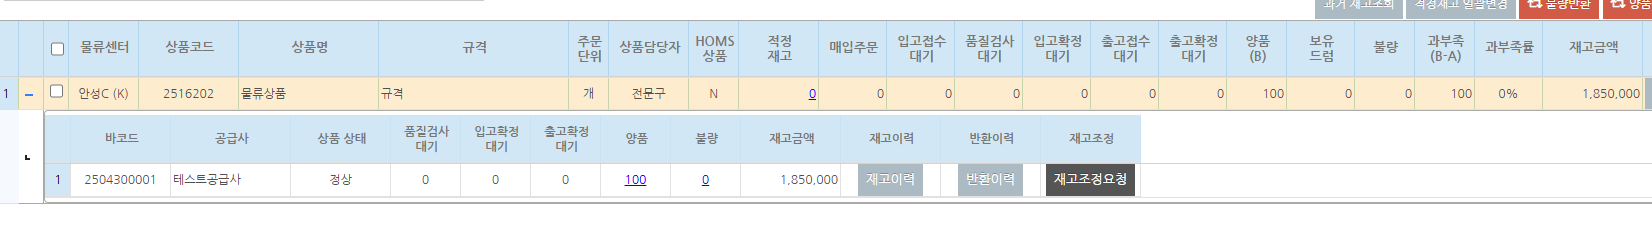 과거 재고조회 적정재고 일괄변경 불량반환 양품
물류센터 상품코드 상품명 규격 주문 단위 상품담당자 HOMS 상품 적정 재고 매입주문 입고접수 대기 품질검사 대기 입고확정 대기 출고접수 대기 출고확정 대기 양품 (B) 보유 드럼 불량 과부족 (B-A) 과부족률 재고금액
1 안성C (K) 2516202 물류상품 규격 개 전문구 N 0 0 0 0 0 0 0 100 0 0 100 0% 1,850,000
바코드 공급사 상품 상태 품질검사 대기 입고확정 대기 출고확정 대기 양품 불량 재고금액 재고이력 반환이력 재고조정
1 2504300001 테스트공급사 정상 0 0 0 100 0 1,850,000 재고이력 반환이력 재고조정요청